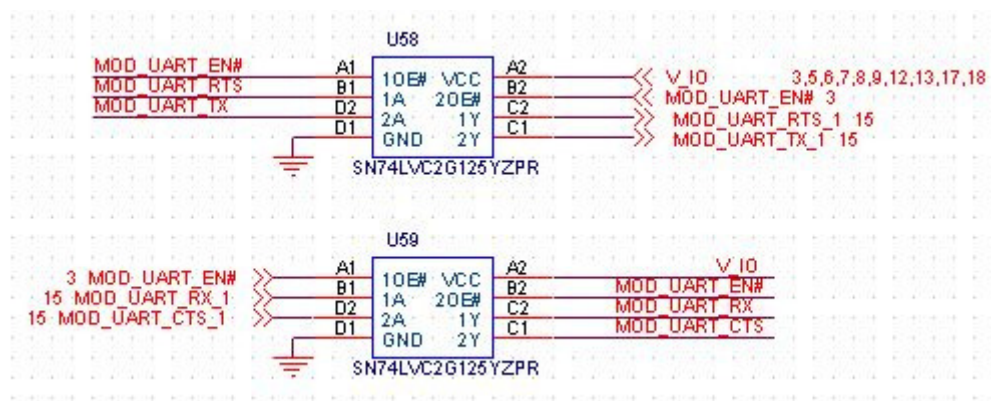 U58
MOD_UART_EN# A1 1OE# VCC A2 V_IO 3,5,6,7,8,9,12,13,17,18
MOD_UART_RTS B1 1A 2OE# B2 MOD_UART_EN# 3
MOD_UART_TX D2 2A 1Y C2 MOD_UART_RTS_1 15
D1 GND 2Y C1 MOD_UART_TX_1 15
SN74LVC2G125YZPR
U59
3 MOD_UART_EN# A1 1OE# VCC A2 V_IO
15 MOD_UART_RX_1 B1 1A 2OE# B2 MOD_UART_EN#
15 MOD_UART_CTS_1 D2 2A 1Y C2 MOD_UART_RX
D1 GND 2Y C1 MOD_UART_CTS
SN74LVC2G125YZPR